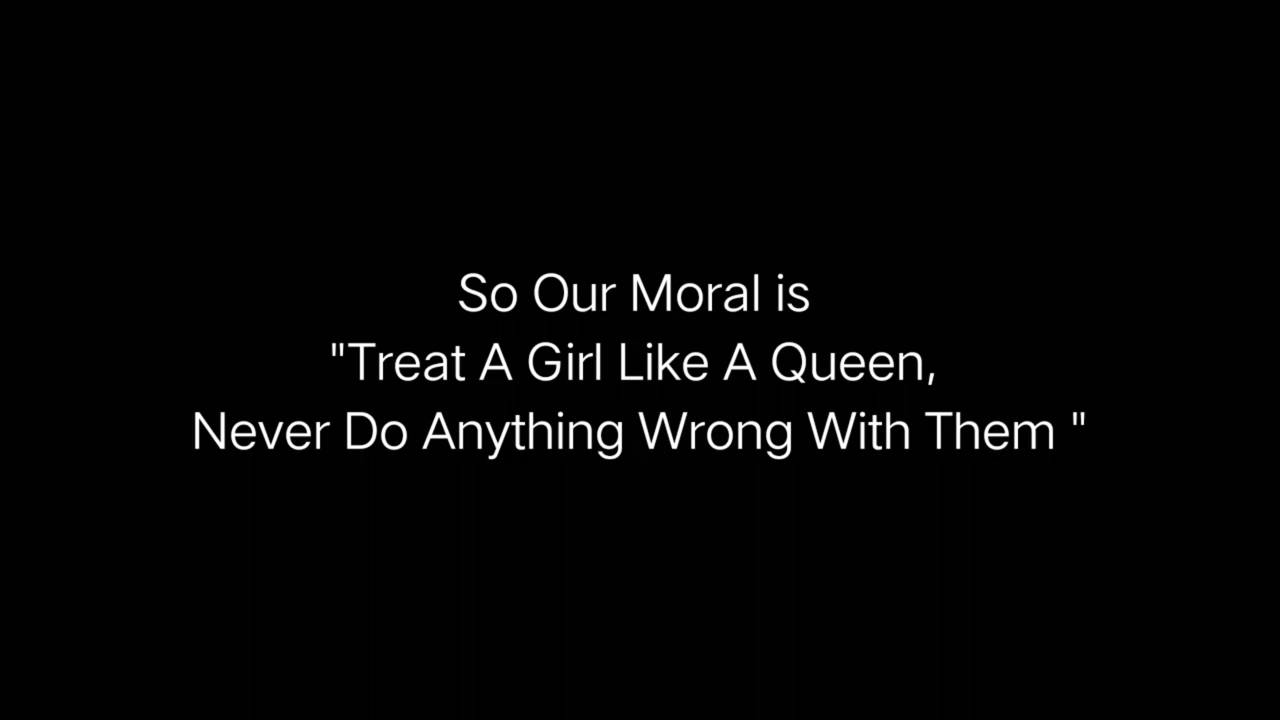 So Our Moral is
"Treat A Girl Like A Queen,
Never Do Anything Wrong With Them "